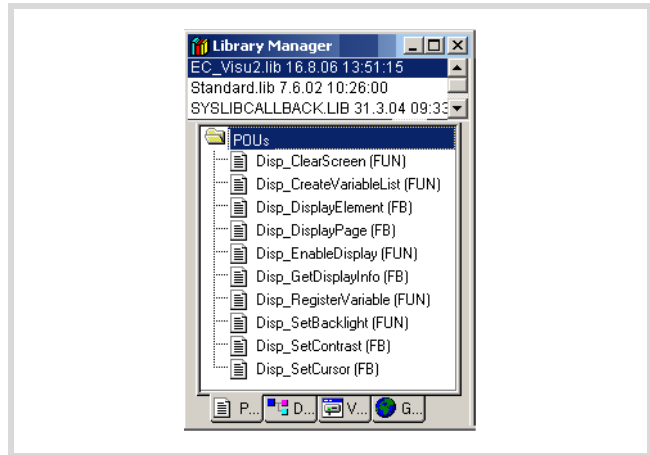 Library Manager
EC_Visu2.lib 16.8.06 13:51:15
Standard.lib 7.6.02 10:26:00
SYSLIBCALLBACK.LIB 31.3.04 09:33
POUs
Disp_ClearScreen (FUN)
Disp_CreateVariableList (FUN)
Disp_DisplayElement (FB)
Disp_DisplayPage (FB)
Disp_EnableDisplay (FUN)
Disp_GetDisplayInfo (FB)
Disp_RegisterVariable (FUN)
Disp_SetBacklight (FUN)
Disp_SetContrast (FB)
Disp_SetCursor (FB)
P... D... V... G...